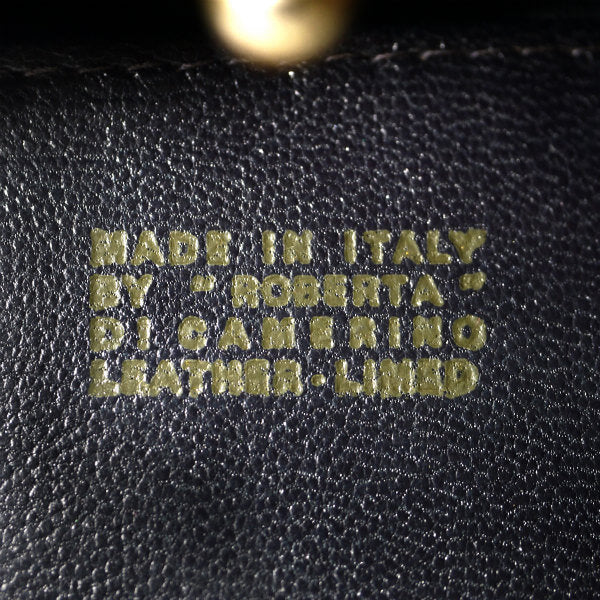 MADE IN ITALY
BY "ROBERTA"
DI CAMERINO
LEATHER · LINED